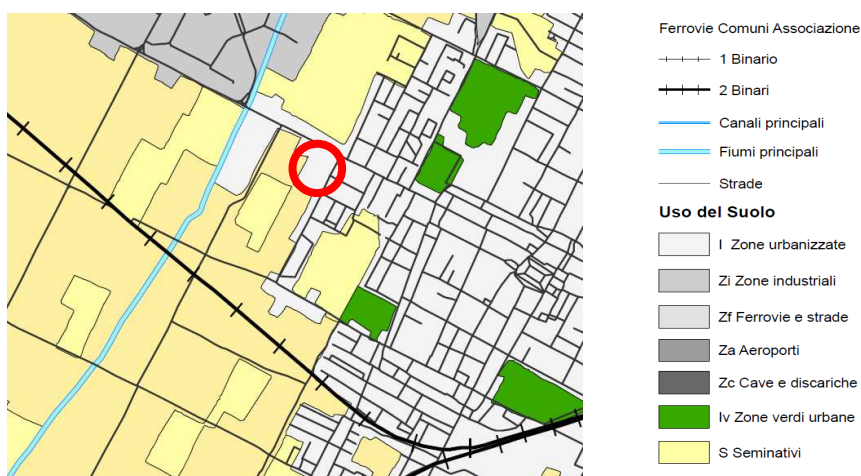 Ferrovie Comuni Associazione
1 Binario
2 Binari
Canali principali
Fiumi principali
Strade
Uso del Suolo
I Zone urbanizzate
Zi Zone industriali
Zf Ferrovie e strade
Za Aeroporti
Zc Cave e discariche
Iv Zone verdi urbane
S Seminativi